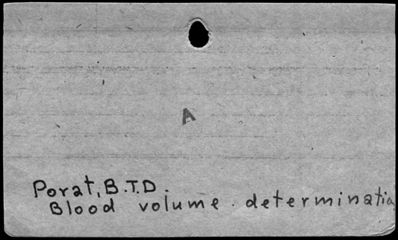 A
Porat, B.T.D.
Blood volume determinatio